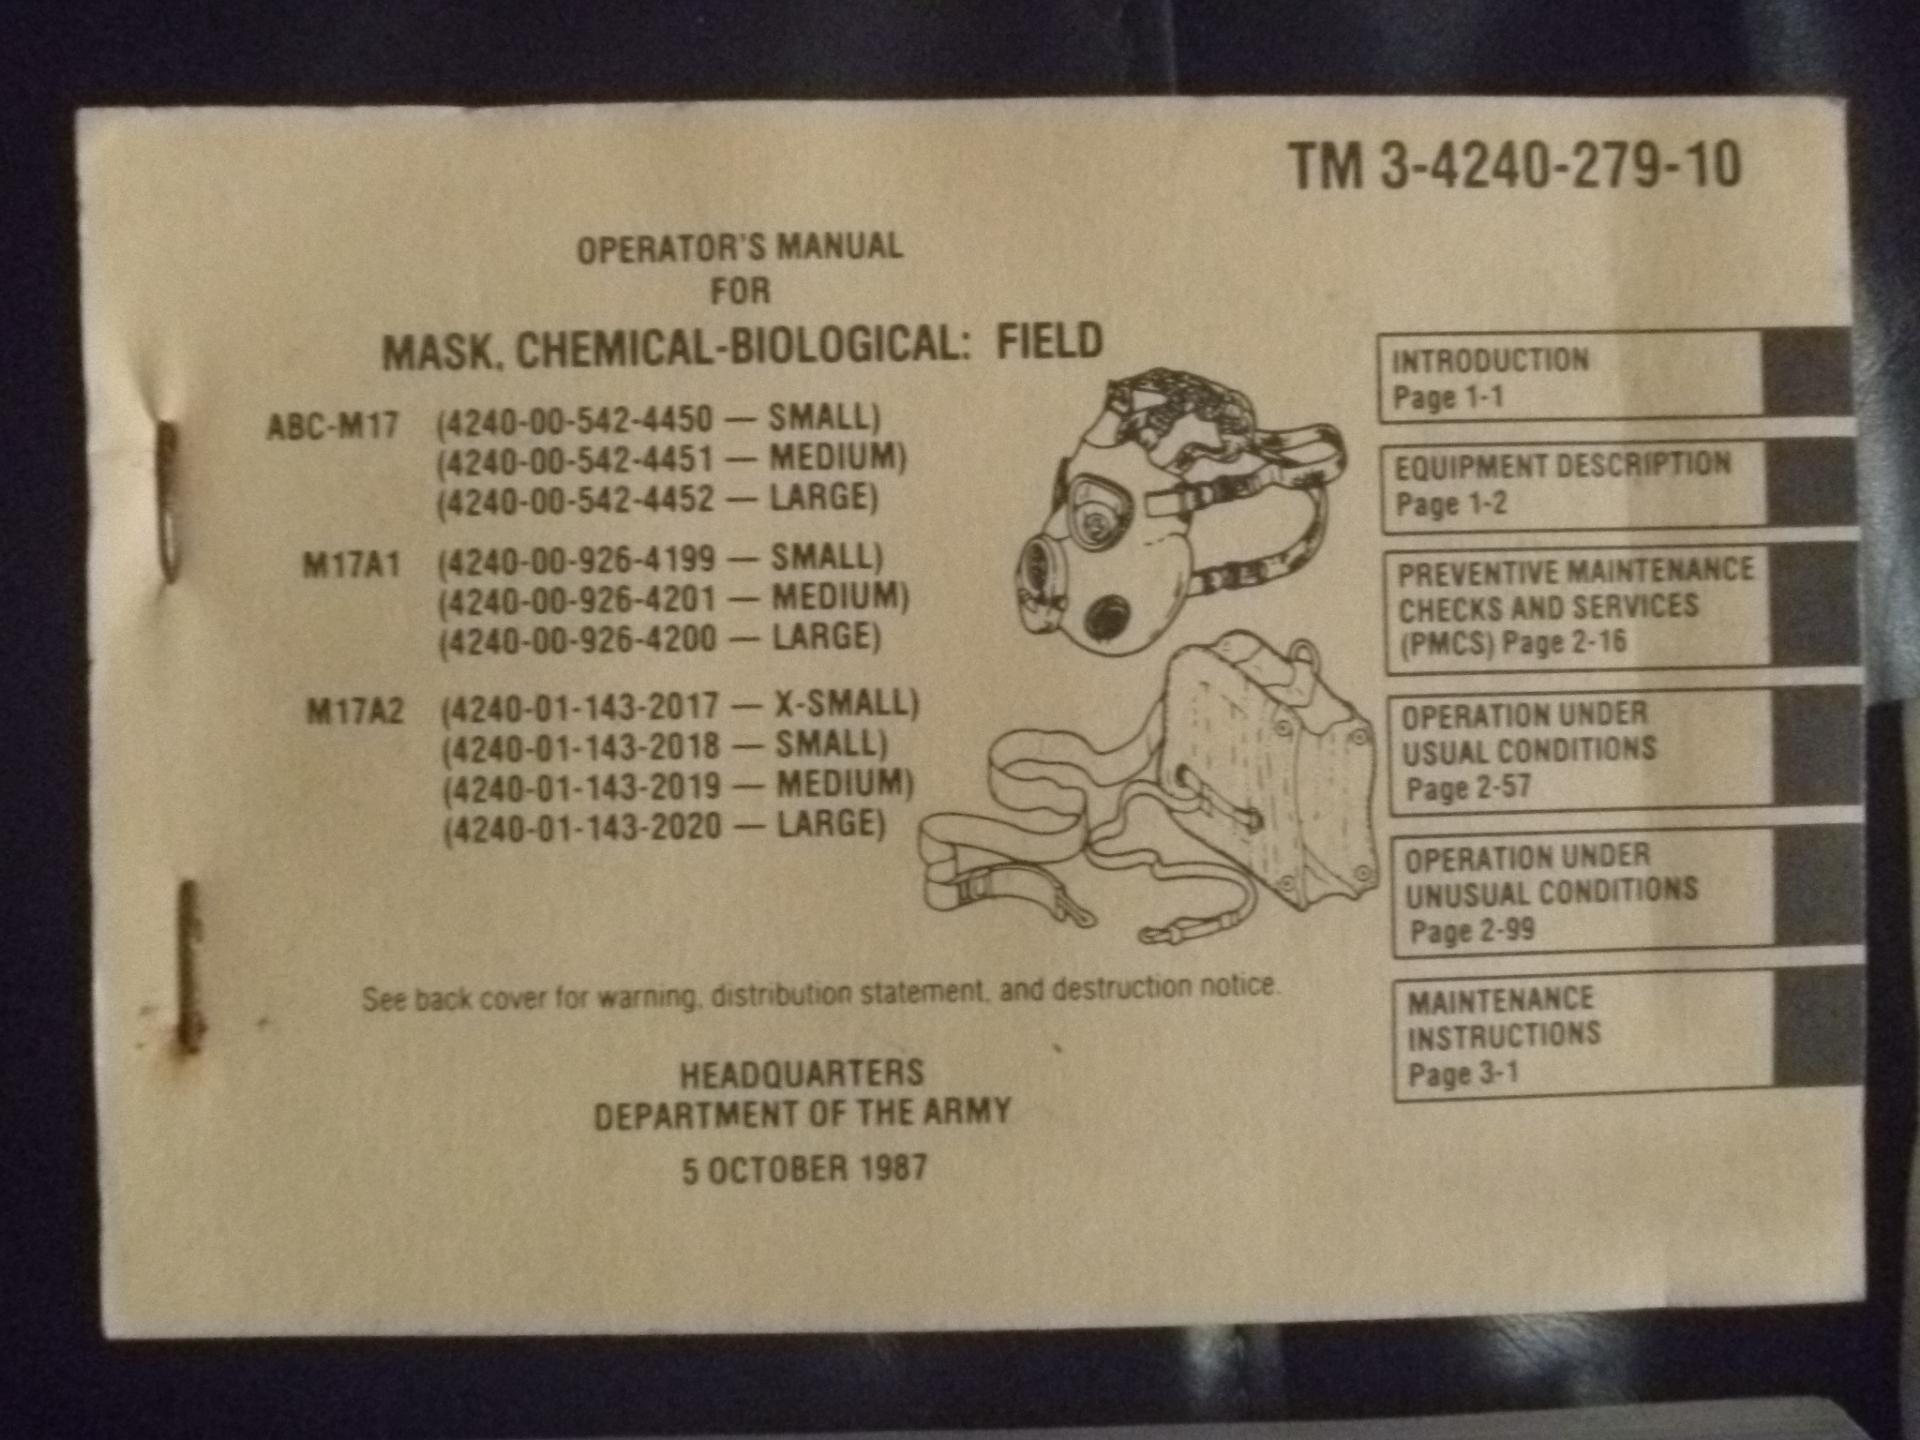 TM 3-4240-279-10
OPERATOR'S MANUAL
FOR
MASK, CHEMICAL-BIOLOGICAL: FIELD
ABC-M17 (4240-00-542-4450 — SMALL)
(4240-00-542-4451 — MEDIUM)
(4240-00-542-4452 — LARGE)
M17A1 (4240-00-926-4199 — SMALL)
(4240-00-926-4201 — MEDIUM)
(4240-00-926-4200 — LARGE)
M17A2 (4240-01-143-2017 — X-SMALL)
(4240-01-143-2018 — SMALL)
(4240-01-143-2019 — MEDIUM)
(4240-01-143-2020 — LARGE)
See back cover for warning, distribution statement, and destruction notice.
HEADQUARTERS
DEPARTMENT OF THE ARMY
5 OCTOBER 1987
INTRODUCTION
Page 1-1
EQUIPMENT DESCRIPTION
Page 1-2
PREVENTIVE MAINTENANCE
CHECKS AND SERVICES
(PMCS) Page 2-16
OPERATION UNDER
USUAL CONDITIONS
Page 2-57
OPERATION UNDER
UNUSUAL CONDITIONS
Page 2-99
MAINTENANCE
INSTRUCTIONS
Page 3-1